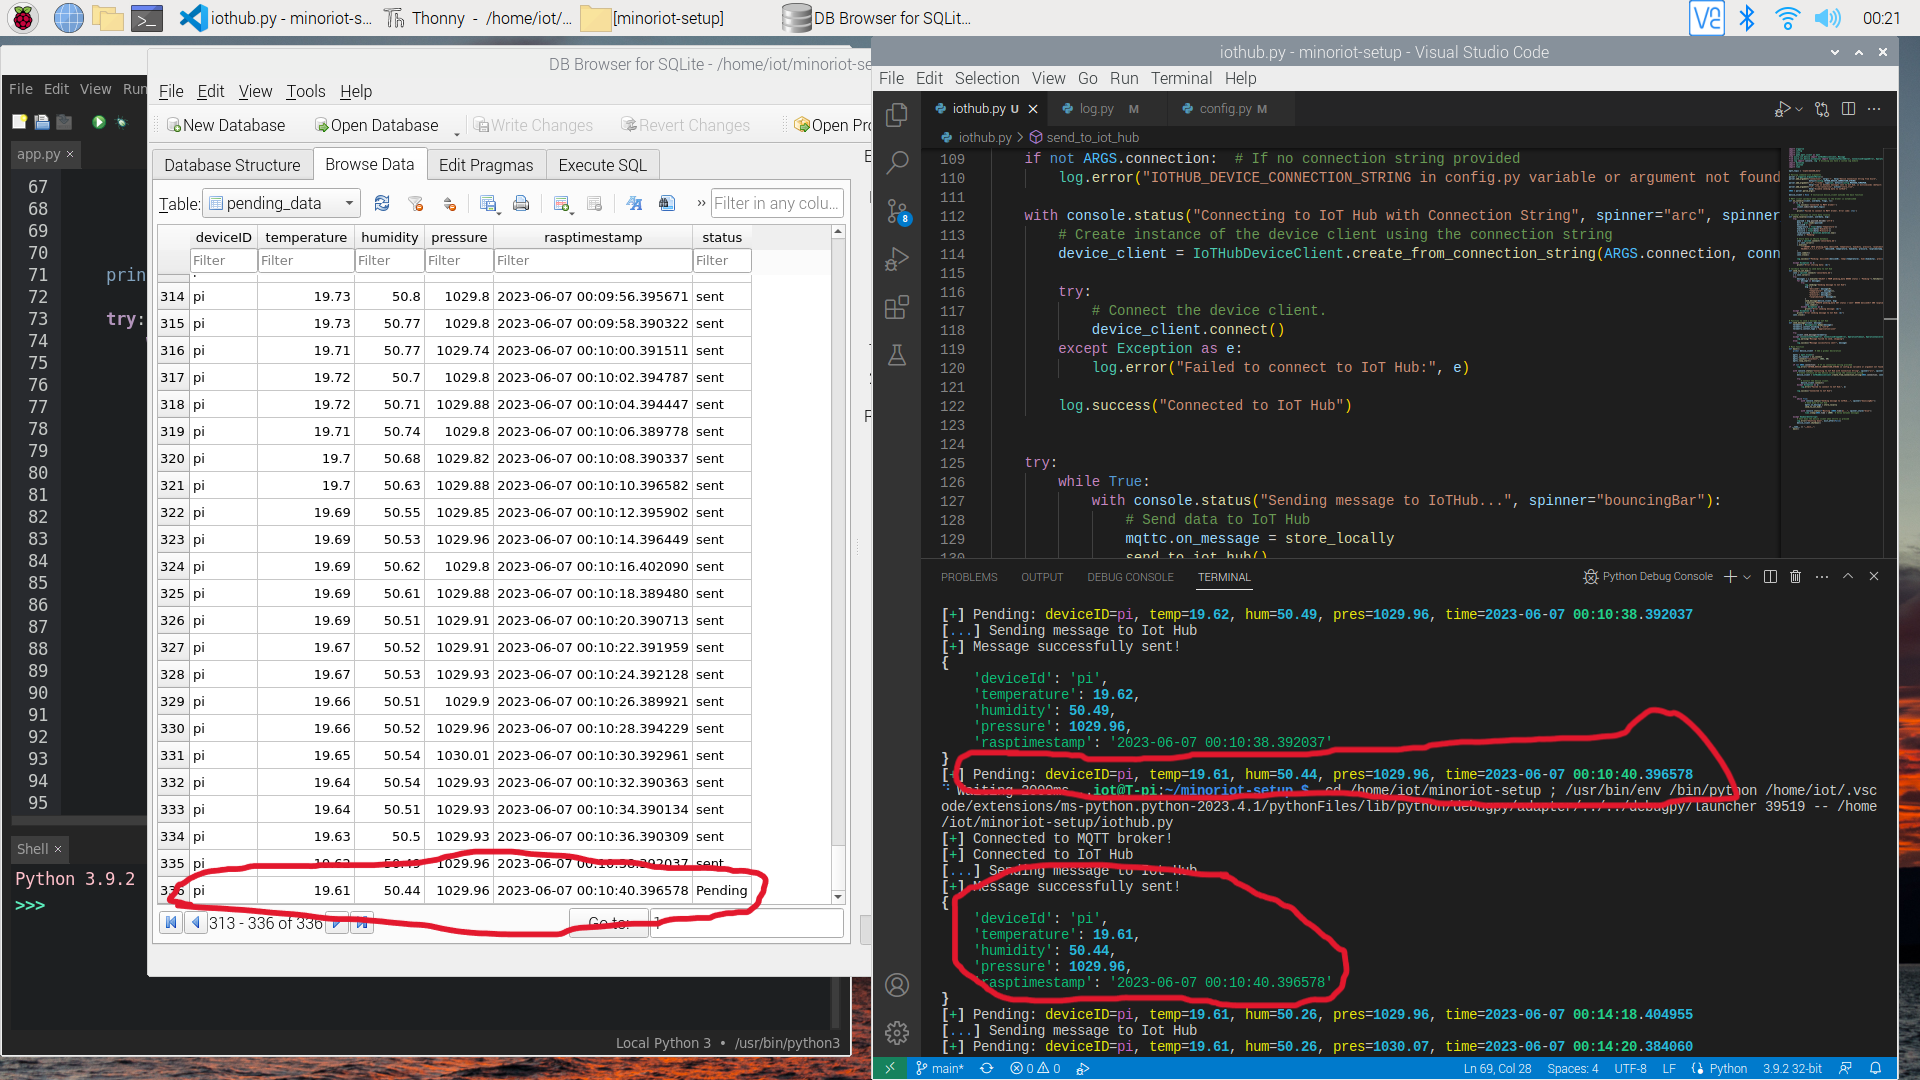 iothub.py - minoriot-s...
Thonny - /home/iot/...
[minoriot-setup]
DB Browser for SQLit...
00:21
File Edit View Run
app.py ×
67
68
69
70
71 prin
72
73 try:
74
75
76
77
78
79
80
81
82
83
84
85
86
87
88
89
90
91
92
93
94
95
Shell ×
Python 3.9.2
>>>
Local Python 3 • /usr/bin/python3
DB Browser for SQLite - /home/iot/minoriot-se
File Edit View Tools Help
New Database Open Database Write Changes Revert Changes Open Pro
Database Structure Browse Data Edit Pragmas Execute SQL
Table: pending_data » Filter in any colu...
deviceID temperature humidity pressure rasptimestamp status
Filter Filter Filter Filter Filter Filter
314 pi 19.73 50.8 1029.8 2023-06-07 00:09:56.395671 sent
315 pi 19.73 50.77 1029.8 2023-06-07 00:09:58.390322 sent
316 pi 19.71 50.77 1029.74 2023-06-07 00:10:00.391511 sent
317 pi 19.72 50.7 1029.8 2023-06-07 00:10:02.394787 sent
318 pi 19.72 50.71 1029.88 2023-06-07 00:10:04.394447 sent
319 pi 19.71 50.74 1029.8 2023-06-07 00:10:06.389778 sent
320 pi 19.7 50.68 1029.82 2023-06-07 00:10:08.390337 sent
321 pi 19.7 50.63 1029.88 2023-06-07 00:10:10.396582 sent
322 pi 19.69 50.55 1029.85 2023-06-07 00:10:12.395902 sent
323 pi 19.69 50.53 1029.96 2023-06-07 00:10:14.396449 sent
324 pi 19.69 50.62 1029.8 2023-06-07 00:10:16.402090 sent
325 pi 19.69 50.61 1029.88 2023-06-07 00:10:18.389480 sent
326 pi 19.69 50.51 1029.91 2023-06-07 00:10:20.390713 sent
327 pi 19.67 50.52 1029.91 2023-06-07 00:10:22.391959 sent
328 pi 19.67 50.53 1029.93 2023-06-07 00:10:24.392128 sent
329 pi 19.66 50.51 1029.9 2023-06-07 00:10:26.389921 sent
330 pi 19.66 50.52 1029.96 2023-06-07 00:10:28.394229 sent
331 pi 19.65 50.54 1030.01 2023-06-07 00:10:30.392961 sent
332 pi 19.64 50.54 1029.93 2023-06-07 00:10:32.390363 sent
333 pi 19.64 50.51 1029.93 2023-06-07 00:10:34.390134 sent
334 pi 19.63 50.5 1029.93 2023-06-07 00:10:36.390309 sent
335 pi 19.62 50.49 1029.96 2023-06-07 00:10:38.392037 sent
336 pi 19.61 50.44 1029.96 2023-06-07 00:10:40.396578 Pending
313 - 336 of 336 Go to: 1
iothub.py - minoriot-setup - Visual Studio Code
File Edit Selection View Go Run Terminal Help
8
iothub.py U × log.py M config.py M
iothub.py > send_to_iot_hub
109 if not ARGS.connection: # If no connection string provided
110 log.error("IOTHUB_DEVICE_CONNECTION_STRING in config.py variable or argument not found
111
112 with console.status("Connecting to IoT Hub with Connection String", spinner="arc", spinner
113 # Create instance of the device client using the connection string
114 device_client = IoTHubDeviceClient.create_from_connection_string(ARGS.connection, conn
115
116 try:
117 # Connect the device client.
118 device_client.connect()
119 except Exception as e:
120 log.error("Failed to connect to IoT Hub:", e)
121
122 log.success("Connected to IoT Hub")
123
124
125 try:
126 while True:
127 with console.status("Sending message to IoTHub...", spinner="bouncingBar"):
128 # Send data to IoT Hub
129 mqttc.on_message = store_locally
130 send_to_iot_hub()
PROBLEMS OUTPUT DEBUG CONSOLE TERMINAL Python Debug Console
[+] Pending: deviceID=pi, temp=19.62, hum=50.49, pres=1029.96, time=2023-06-07 00:10:38.392037
[...] Sending message to Iot Hub
[+] Message successfully sent!
{
'deviceId': 'pi',
'temperature': 19.62,
'humidity': 50.49,
'pressure': 1029.96,
'rasptimestamp': '2023-06-07 00:10:38.392037'
}
[+] Pending: deviceID=pi, temp=19.61, hum=50.44, pres=1029.96, time=2023-06-07 00:10:40.396578
Waiting 2000ms...iot@T-pi:~/minoriot-setup $ cd /home/iot/minoriot-setup ; /usr/bin/env /bin/python /home/iot/.vsc
ode/extensions/ms-python.python-2023.4.1/pythonFiles/lib/python/debugpy/adapter/../../debugpy/launcher 39519 -- /home
/iot/minoriot-setup/iothub.py
[+] Connected to MQTT broker!
[+] Connected to IoT Hub
[...] Sending message to Iot Hub
[+] Message successfully sent!
{
'deviceId': 'pi',
'temperature': 19.61,
'humidity': 50.44,
'pressure': 1029.96,
'rasptimestamp': '2023-06-07 00:10:40.396578'
}
[+] Pending: deviceID=pi, temp=19.61, hum=50.26, pres=1029.96, time=2023-06-07 00:14:18.404955
[...] Sending message to Iot Hub
[+] Pending: deviceID=pi, temp=19.61, hum=50.26, pres=1030.07, time=2023-06-07 00:14:20.384060
main* 0 0 Ln 69, Col 28 Spaces: 4 UTF-8 LF Python 3.9.2 32-bit